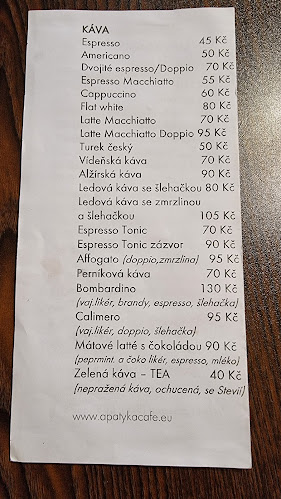 KÁVA
Espresso 45 Kč
Americano 50 Kč
Dvojité espresso/Doppio 70 Kč
Espresso Macchiatto 55 Kč
Cappuccino 60 Kč
Flat white 80 Kč
Latte Macchiatto 70 Kč
Latte Macchiatto Doppio 95 Kč
Turek český 50 Kč
Vídeňská káva 70 Kč
Alžírská káva 90 Kč
Ledová káva se šlehačkou 80 Kč
Ledová káva se zmrzlinou
a šlehačkou 105 Kč
Espresso Tonic 70 Kč
Espresso Tonic zázvor 90 Kč
Affogato (doppio,zmrzlina) 95 Kč
Perníková káva 70 Kč
Bombardino 130 Kč
(vaj.likér, brandy, espresso, šlehačka)
Calimero 95 Kč
(vaj.likér, doppio, šlehačka)
Mátové latté s čokoládou 90 Kč
(peprmint. a čoko likér, espresso, mléko)
Zelená káva – TEA 40 Kč
(nepražená káva, ochucená, se Stevií)
www.apatykacafe.eu